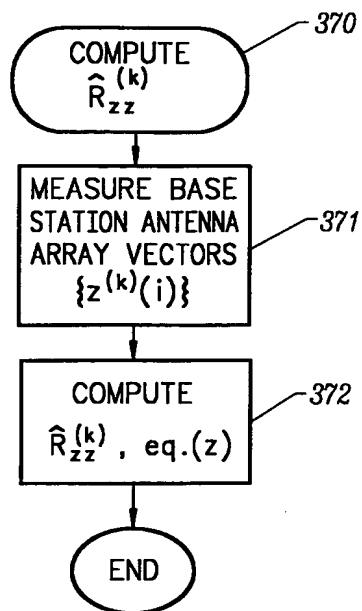 COMPUTE
R̂zz^(k)
370
MEASURE BASE
STATION ANTENNA
ARRAY VECTORS
{z^(k)(i)}
371
COMPUTE
R̂zz^(k), eq.(z)
372
END